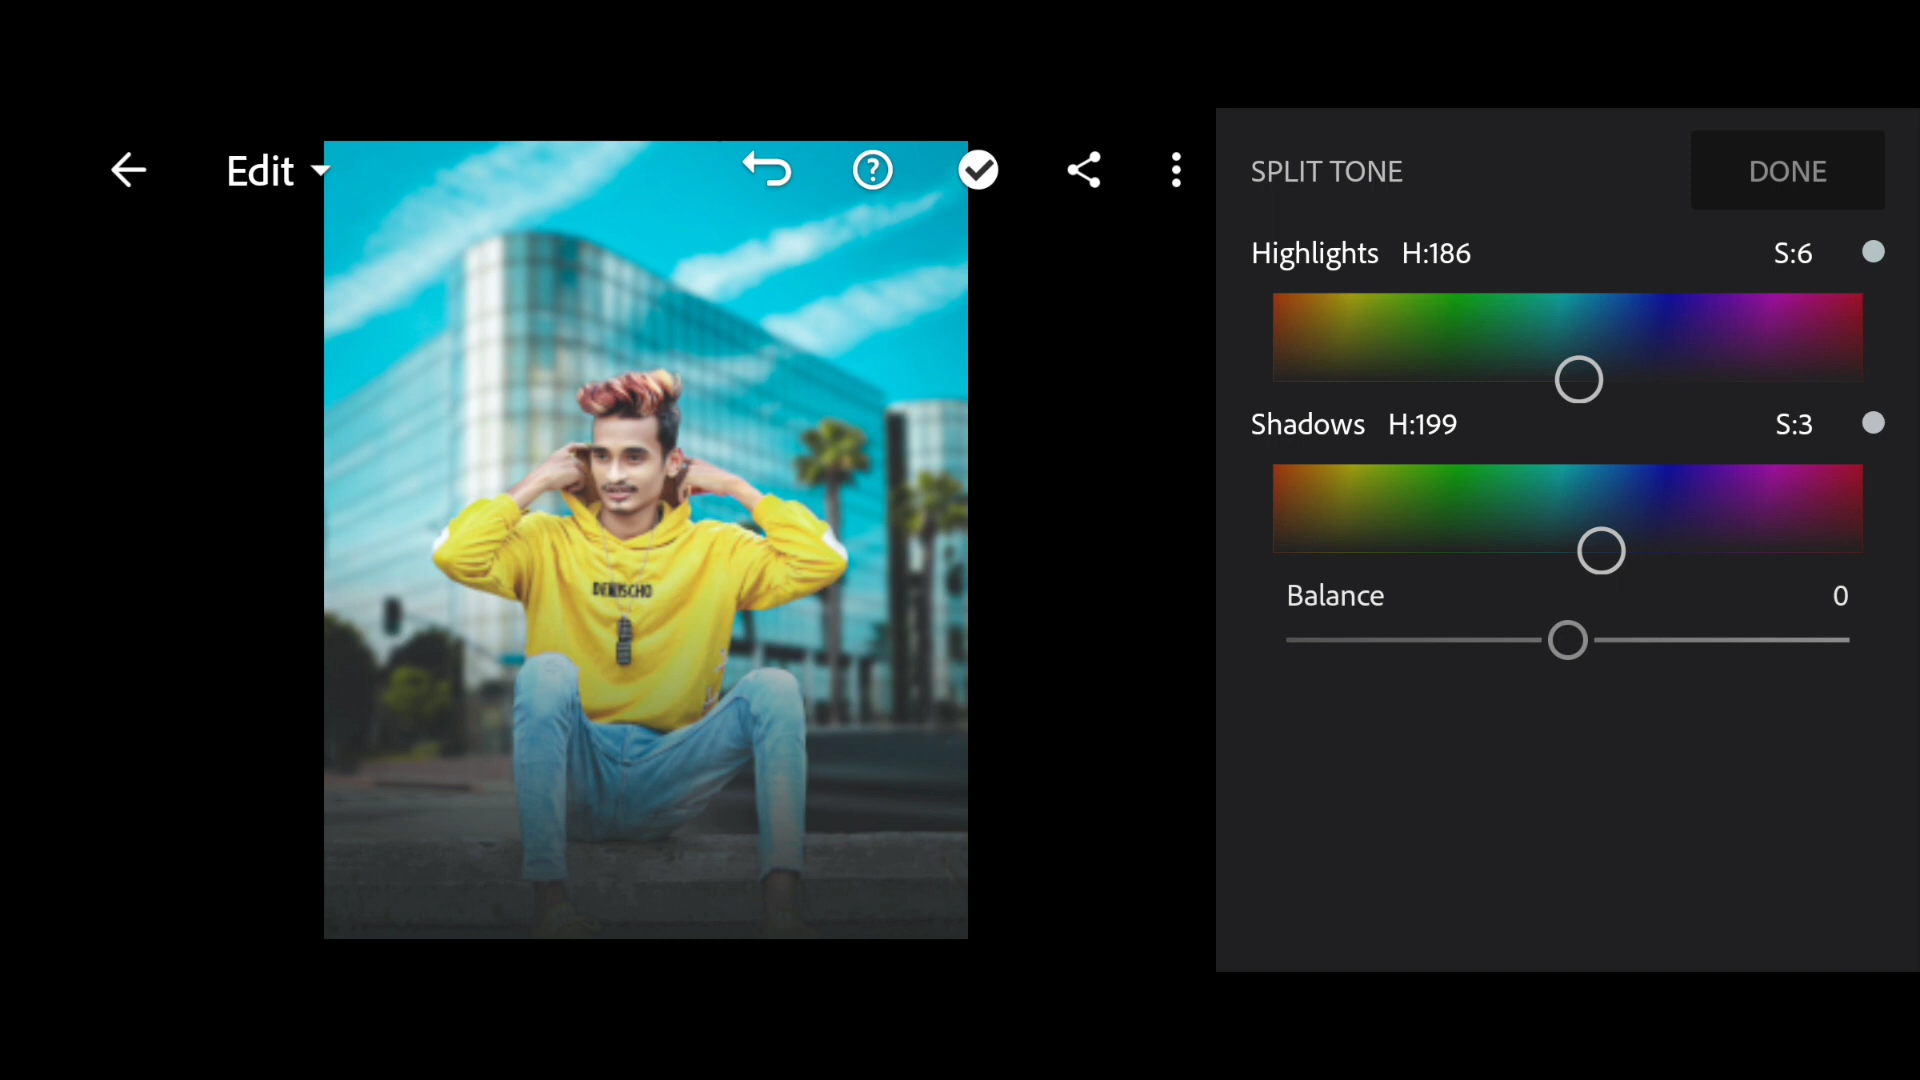 Edit
SPLIT TONE
DONE
Highlights H:186 S:6
Shadows H:199 S:3
Balance 0